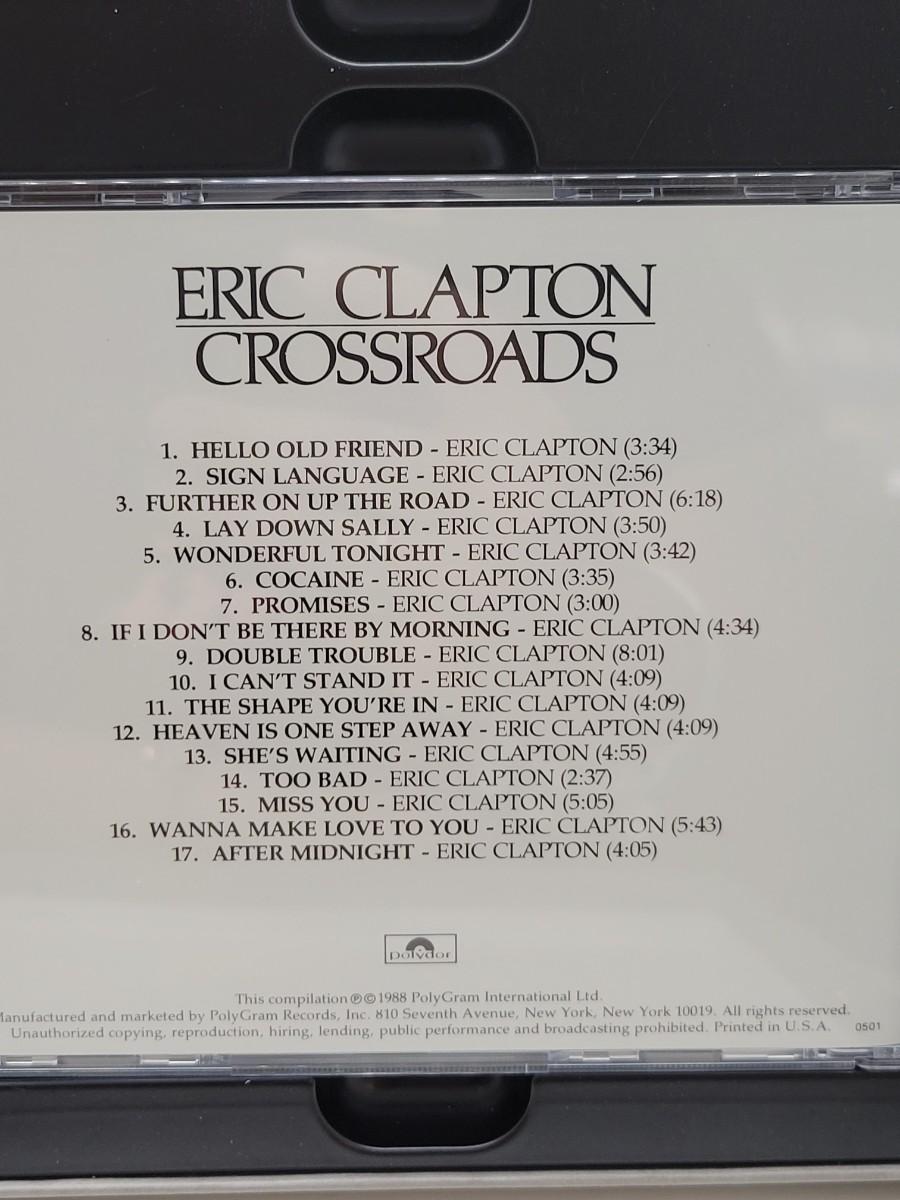 ERIC CLAPTON
CROSSROADS
1. HELLO OLD FRIEND - ERIC CLAPTON (3:34)
2. SIGN LANGUAGE - ERIC CLAPTON (2:56)
3. FURTHER ON UP THE ROAD - ERIC CLAPTON (6:18)
4. LAY DOWN SALLY - ERIC CLAPTON (3:50)
5. WONDERFUL TONIGHT - ERIC CLAPTON (3:42)
6. COCAINE - ERIC CLAPTON (3:35)
7. PROMISES - ERIC CLAPTON (3:00)
8. IF I DON'T BE THERE BY MORNING - ERIC CLAPTON (4:34)
9. DOUBLE TROUBLE - ERIC CLAPTON (8:01)
10. I CAN'T STAND IT - ERIC CLAPTON (4:09)
11. THE SHAPE YOU'RE IN - ERIC CLAPTON (4:09)
12. HEAVEN IS ONE STEP AWAY - ERIC CLAPTON (4:09)
13. SHE'S WAITING - ERIC CLAPTON (4:55)
14. TOO BAD - ERIC CLAPTON (2:37)
15. MISS YOU - ERIC CLAPTON (5:05)
16. WANNA MAKE LOVE TO YOU - ERIC CLAPTON (5:43)
17. AFTER MIDNIGHT - ERIC CLAPTON (4:05)
polydor
This compilation ℗©1988 PolyGram International Ltd.
Manufactured and marketed by PolyGram Records, Inc. 810 Seventh Avenue, New York, New York 10019. All rights reserved.
Unauthorized copying, reproduction, hiring, lending, public performance and broadcasting prohibited. Printed in U.S.A. 0501